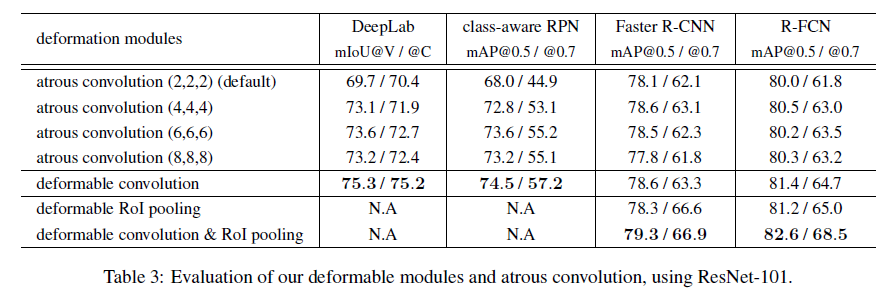 deformation modules DeepLab class-aware RPN Faster R-CNN R-FCN
mIoU@V / @C mAP@0.5 / @0.7 mAP@0.5 / @0.7 mAP@0.5 / @0.7
atrous convolution (2,2,2) (default) 69.7 / 70.4 68.0 / 44.9 78.1 / 62.1 80.0 / 61.8
atrous convolution (4,4,4) 73.1 / 71.9 72.8 / 53.1 78.6 / 63.1 80.5 / 63.0
atrous convolution (6,6,6) 73.6 / 72.7 73.6 / 55.2 78.5 / 62.3 80.2 / 63.5
atrous convolution (8,8,8) 73.2 / 72.4 73.2 / 55.1 77.8 / 61.8 80.3 / 63.2
deformable convolution 75.3 / 75.2 74.5 / 57.2 78.6 / 63.3 81.4 / 64.7
deformable RoI pooling N.A N.A 78.3 / 66.6 81.2 / 65.0
deformable convolution & RoI pooling N.A N.A 79.3 / 66.9 82.6 / 68.5
Table 3: Evaluation of our deformable modules and atrous convolution, using ResNet-101.